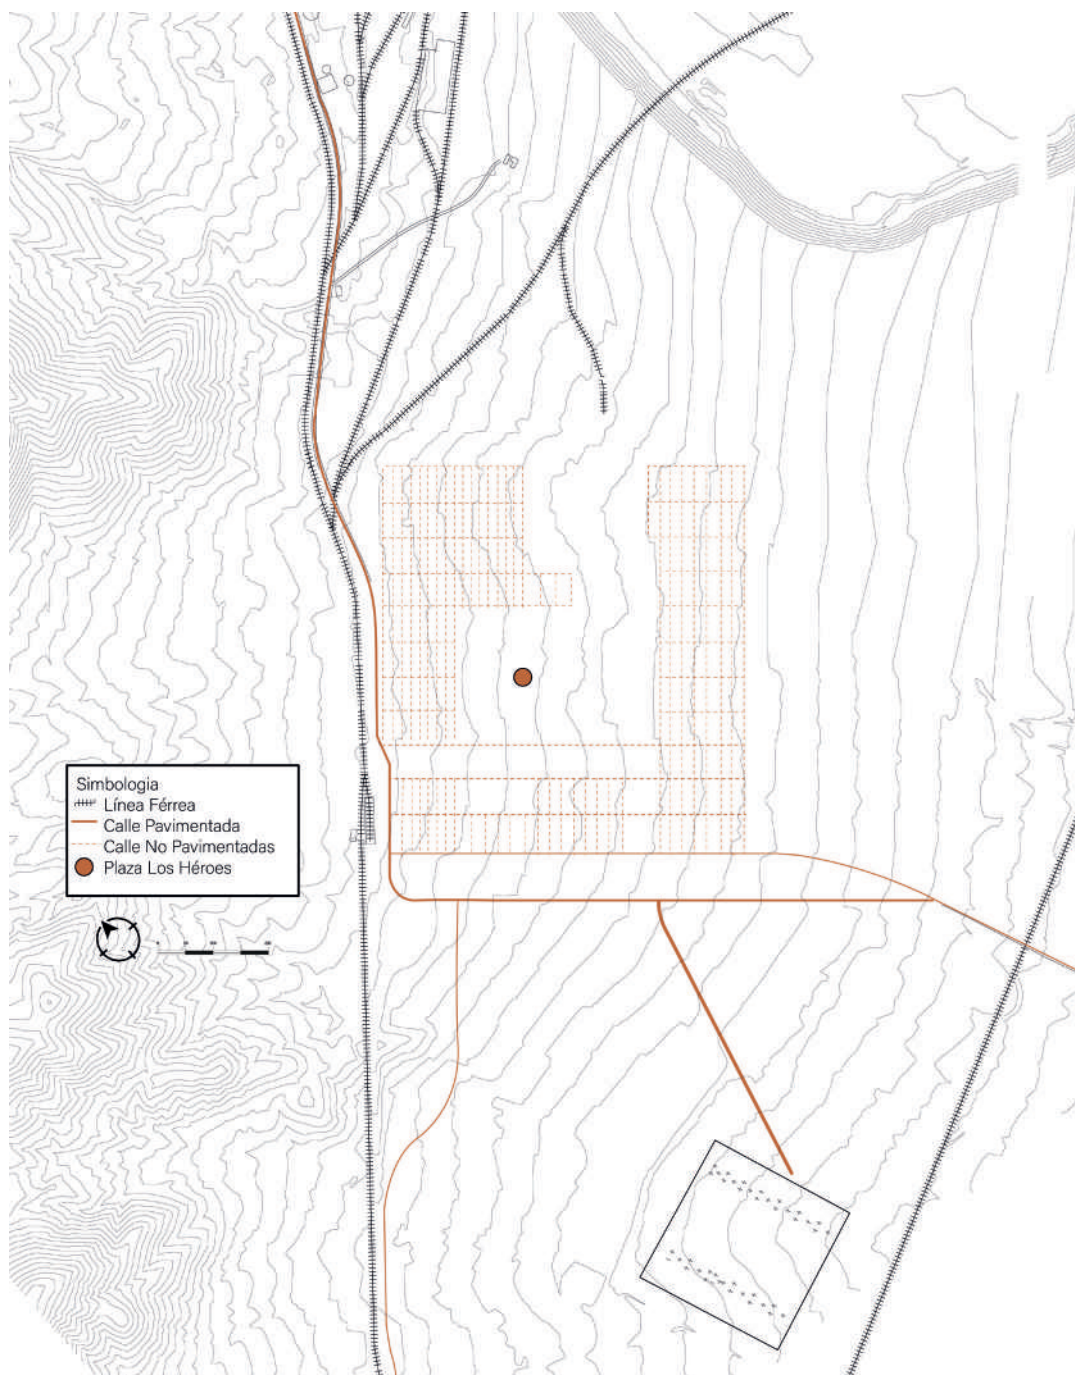 Simbologia
Línea Férrea
Calle Pavimentada
Calle No Pavimentadas
Plaza Los Héroes